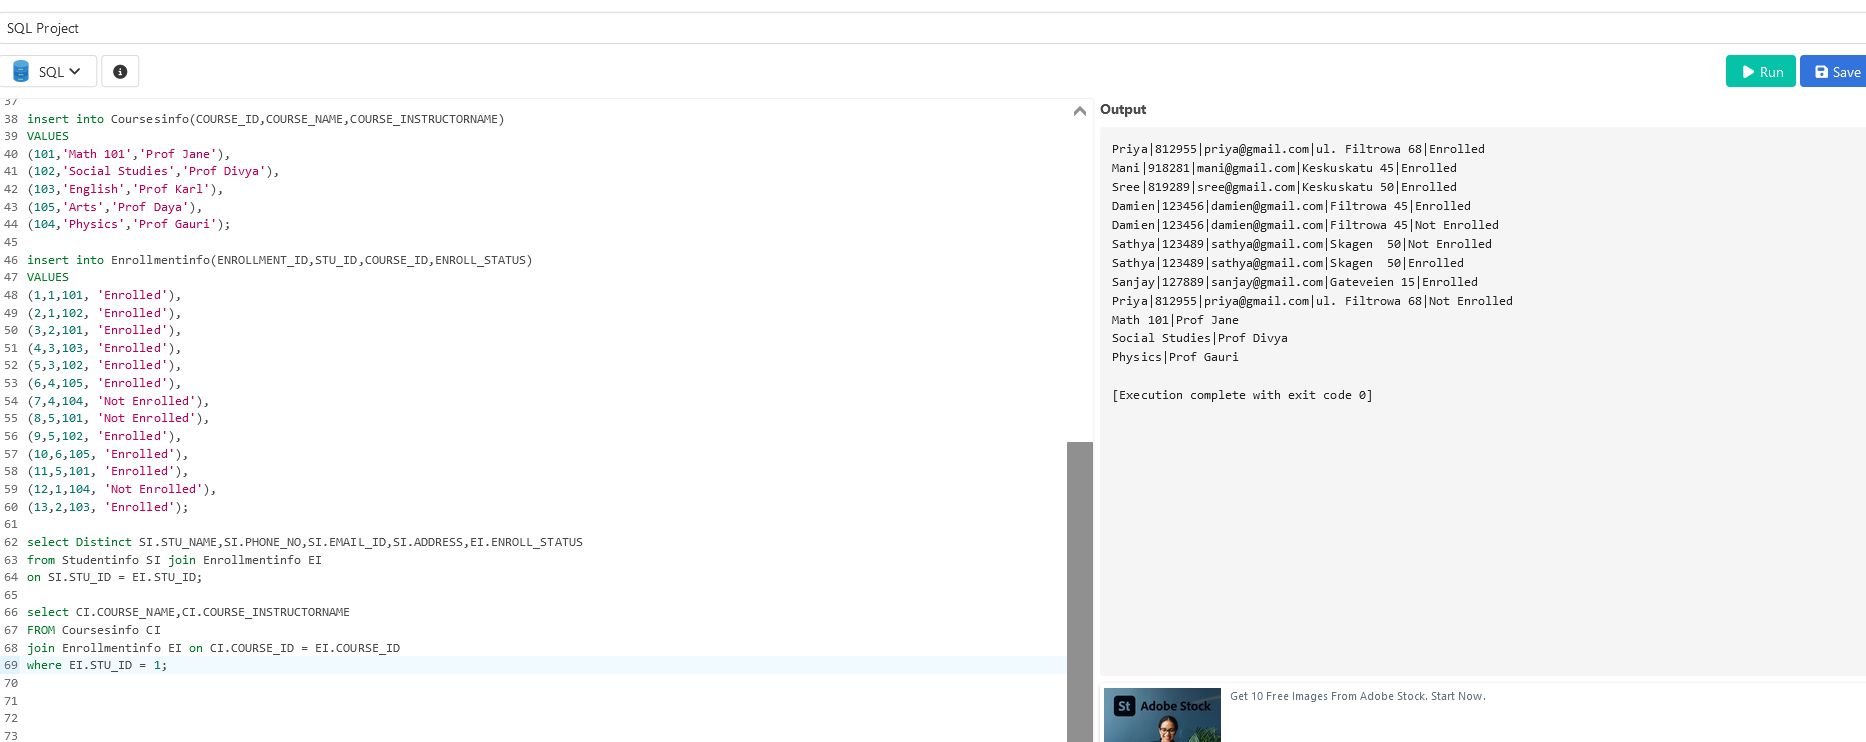 SQL Project
SQL
Run
Save
37
38 insert into Coursesinfo(COURSE_ID,COURSE_NAME,COURSE_INSTRUCTORNAME)
39 VALUES
40 (101,'Math 101','Prof Jane'),
41 (102,'Social Studies','Prof Divya'),
42 (103,'English','Prof Karl'),
43 (105,'Arts','Prof Daya'),
44 (104,'Physics','Prof Gauri');
45
46 insert into Enrollmentinfo(ENROLLMENT_ID,STU_ID,COURSE_ID,ENROLL_STATUS)
47 VALUES
48 (1,1,101, 'Enrolled'),
49 (2,1,102, 'Enrolled'),
50 (3,2,101, 'Enrolled'),
51 (4,3,103, 'Enrolled'),
52 (5,3,102, 'Enrolled'),
53 (6,4,105, 'Enrolled'),
54 (7,4,104, 'Not Enrolled'),
55 (8,5,101, 'Not Enrolled'),
56 (9,5,102, 'Enrolled'),
57 (10,6,105, 'Enrolled'),
58 (11,5,101, 'Enrolled'),
59 (12,1,104, 'Not Enrolled'),
60 (13,2,103, 'Enrolled');
61
62 select Distinct SI.STU_NAME,SI.PHONE_NO,SI.EMAIL_ID,SI.ADDRESS,EI.ENROLL_STATUS
63 from Studentinfo SI join Enrollmentinfo EI
64 on SI.STU_ID = EI.STU_ID;
65
66 select CI.COURSE_NAME,CI.COURSE_INSTRUCTORNAME
67 FROM Coursesinfo CI
68 join Enrollmentinfo EI on CI.COURSE_ID = EI.COURSE_ID
69 where EI.STU_ID = 1;
70
71
72
73
Output
Priya|812955|priya@gmail.com|ul. Filtrowa 68|Enrolled
Mani|918281|mani@gmail.com|Keskuskatu 45|Enrolled
Sree|819289|sree@gmail.com|Keskuskatu 50|Enrolled
Damien|123456|damien@gmail.com|Filtrowa 45|Enrolled
Damien|123456|damien@gmail.com|Filtrowa 45|Not Enrolled
Sathya|123489|sathya@gmail.com|Skagen  50|Not Enrolled
Sathya|123489|sathya@gmail.com|Skagen  50|Enrolled
Sanjay|127889|sanjay@gmail.com|Gateveien 15|Enrolled
Priya|812955|priya@gmail.com|ul. Filtrowa 68|Not Enrolled
Math 101|Prof Jane
Social Studies|Prof Divya
Physics|Prof Gauri
[Execution complete with exit code 0]
St Adobe Stock
Get 10 Free Images From Adobe Stock. Start Now.